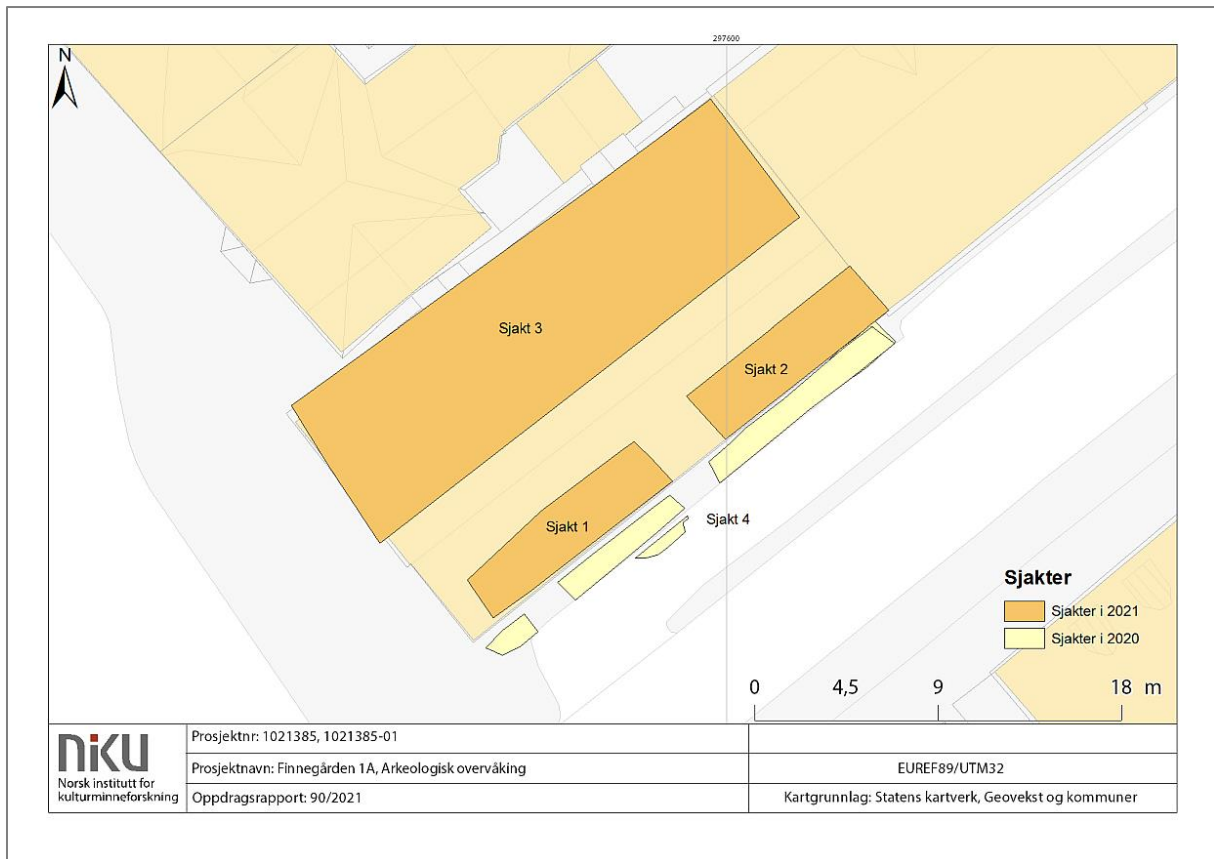 297600
N
Sjakt 3
Sjakt 2
Sjakt 1
Sjakt 4
Sjakter
Sjakter i 2021
Sjakter i 2020
0 4,5 9 18 m
niku
Norsk institutt for
kulturminneforskning
Prosjektnr: 1021385, 1021385-01
Prosjektnavn: Finnegården 1A, Arkeologisk overvåking
Oppdragsrapport: 90/2021
EUREF89/UTM32
Kartgrunnlag: Statens kartverk, Geovekst og kommuner